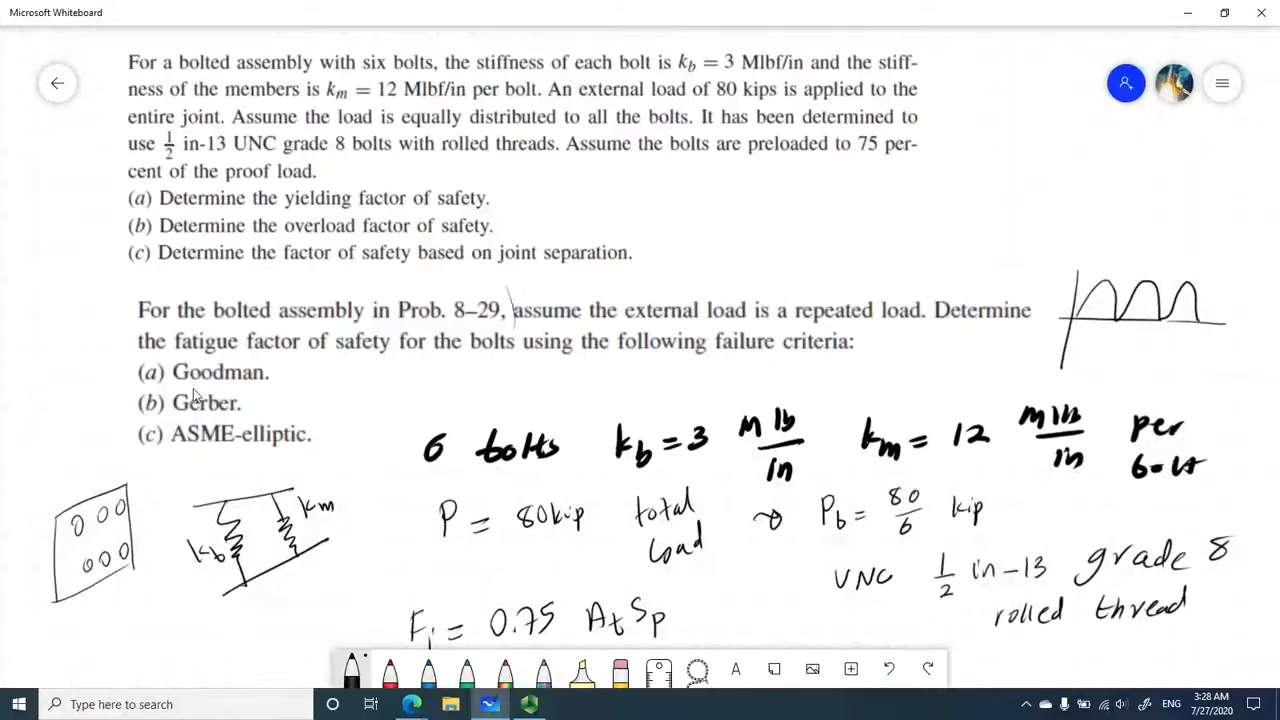 Microsoft Whiteboard
For a bolted assembly with six bolts, the stiffness of each bolt is kb = 3 Mlbf/in and the stiff-
ness of the members is km = 12 Mlbf/in per bolt. An external load of 80 kips is applied to the
entire joint. Assume the load is equally distributed to all the bolts. It has been determined to
use 1/2 in-13 UNC grade 8 bolts with rolled threads. Assume the bolts are preloaded to 75 per-
cent of the proof load.
(a) Determine the yielding factor of safety.
(b) Determine the overload factor of safety.
(c) Determine the factor of safety based on joint separation.
For the bolted assembly in Prob. 8–29, assume the external load is a repeated load. Determine
the fatigue factor of safety for the bolts using the following failure criteria:
(a) Goodman.
(b) Gerber.
(c) ASME-elliptic.
6 bolts kb = 3 Mlb/in km = 12 Mlb/in per bolt
kb km
P = 80kip total load → Pb = 80/6 kip
UNC 1/2 in-13 grade 8
rolled thread
Fi = 0.75 At Sp
A
Type here to search
ENG
3:28 AM
7/27/2020